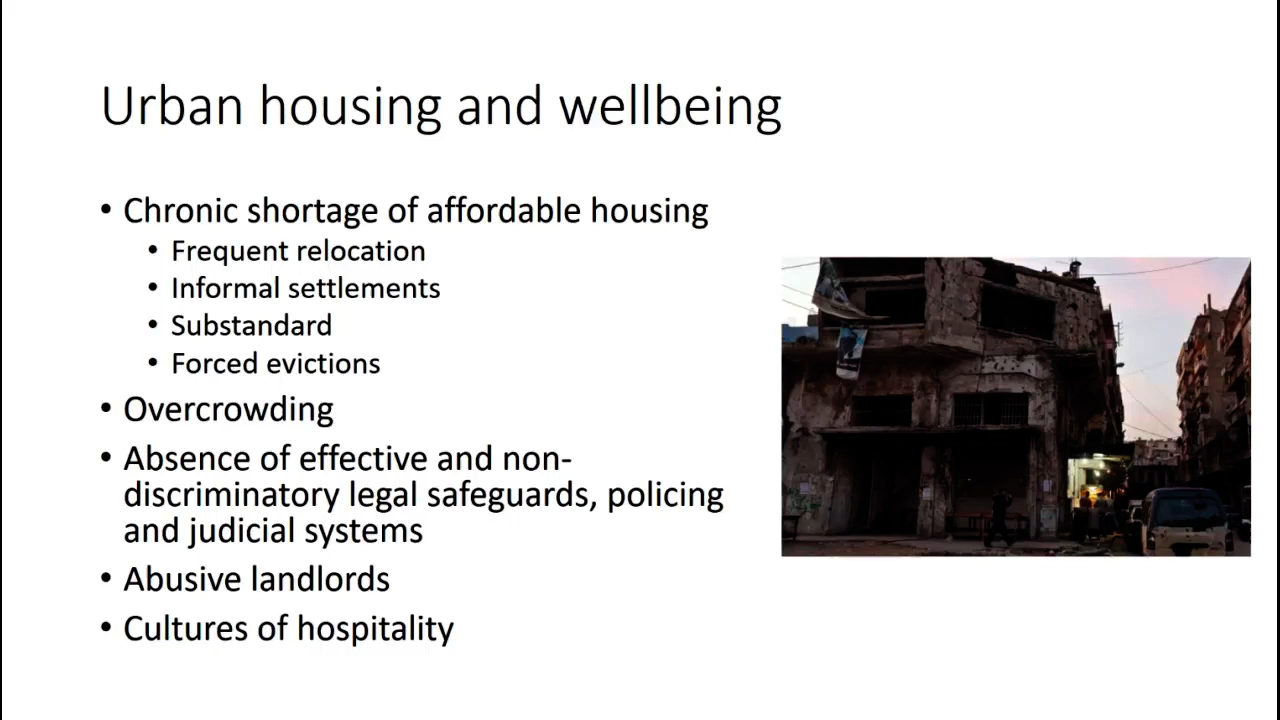 Urban housing and wellbeing
• Chronic shortage of affordable housing
• Frequent relocation
• Informal settlements
• Substandard
• Forced evictions
• Overcrowding
• Absence of effective and non-
discriminatory legal safeguards, policing
and judicial systems
• Abusive landlords
• Cultures of hospitality